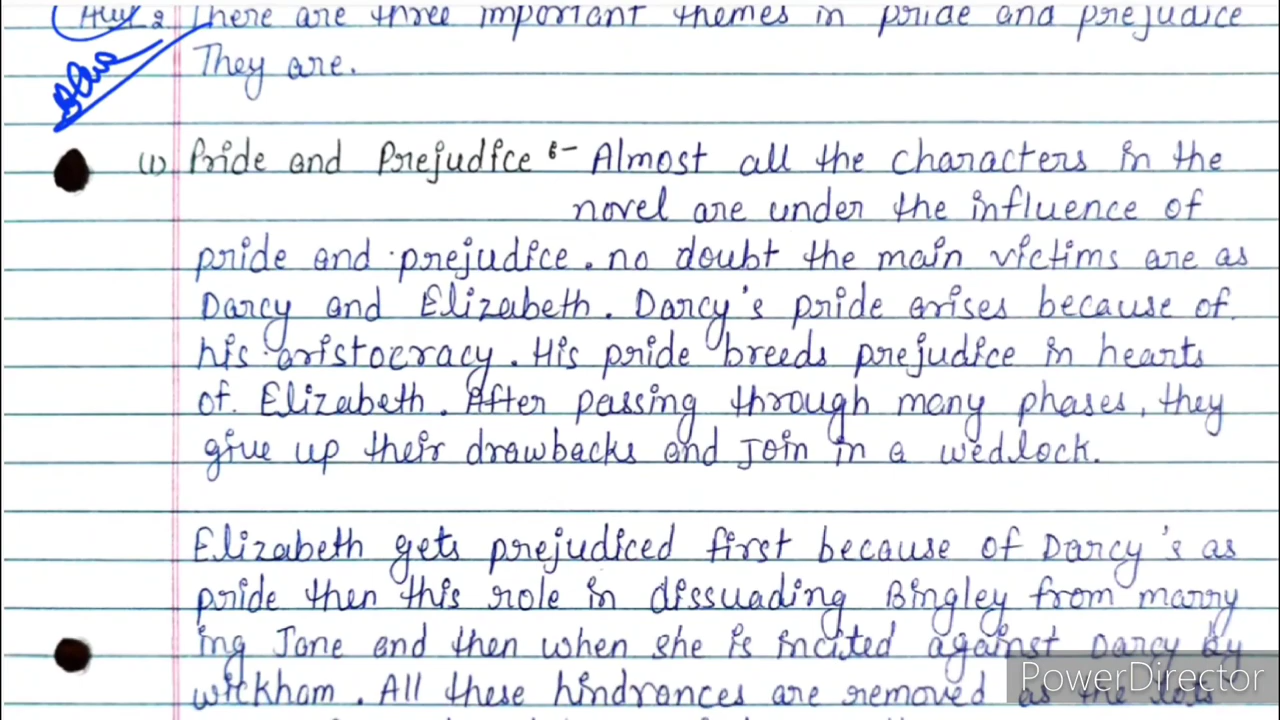 There are three important themes in pride and prejudice
They are.
(1) Pride and Prejudice :- Almost all the characters in the
novel are under the influence of
pride and prejudice. no doubt the main victims are as
Darcy and Elizabeth. Darcy's pride arises because of
his aristocracy. His pride breeds prejudice in hearts
of Elizabeth. After passing through many phases, they
give up their drawbacks and Join in a wedlock.
Elizabeth gets prejudiced first because of Darcy's as
pride then this role in dissuading Bingley from marry
ing Jane and then when she is incited against Darcy by
wickham. All these hindrances are removed as the
PowerDirector